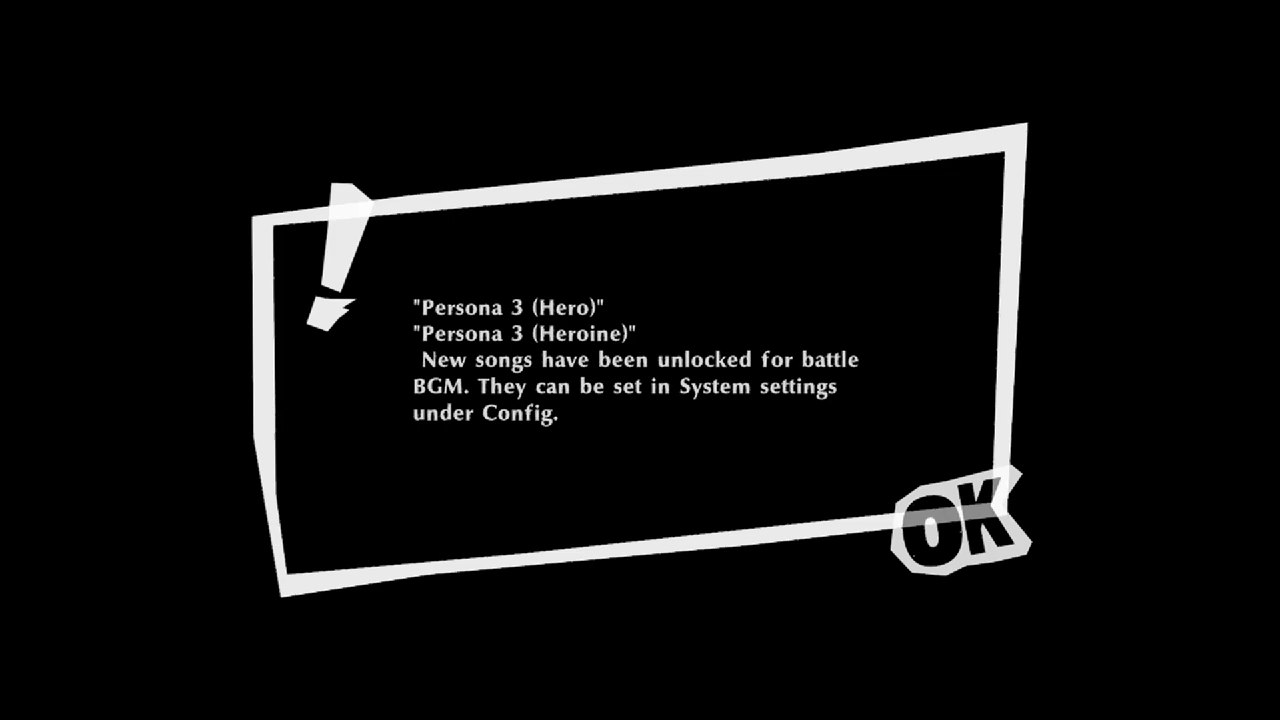 "Persona 3 (Hero)"
"Persona 3 (Heroine)"
New songs have been unlocked for battle
BGM. They can be set in System settings
under Config.
OK